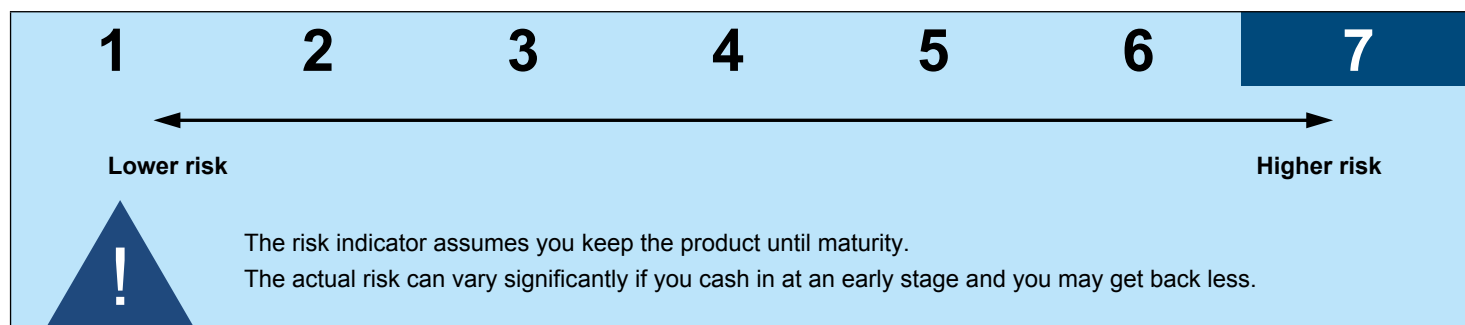 1 2 3 4 5 6 7
Lower risk Higher risk
!
The risk indicator assumes you keep the product until maturity.
The actual risk can vary significantly if you cash in at an early stage and you may get back less.